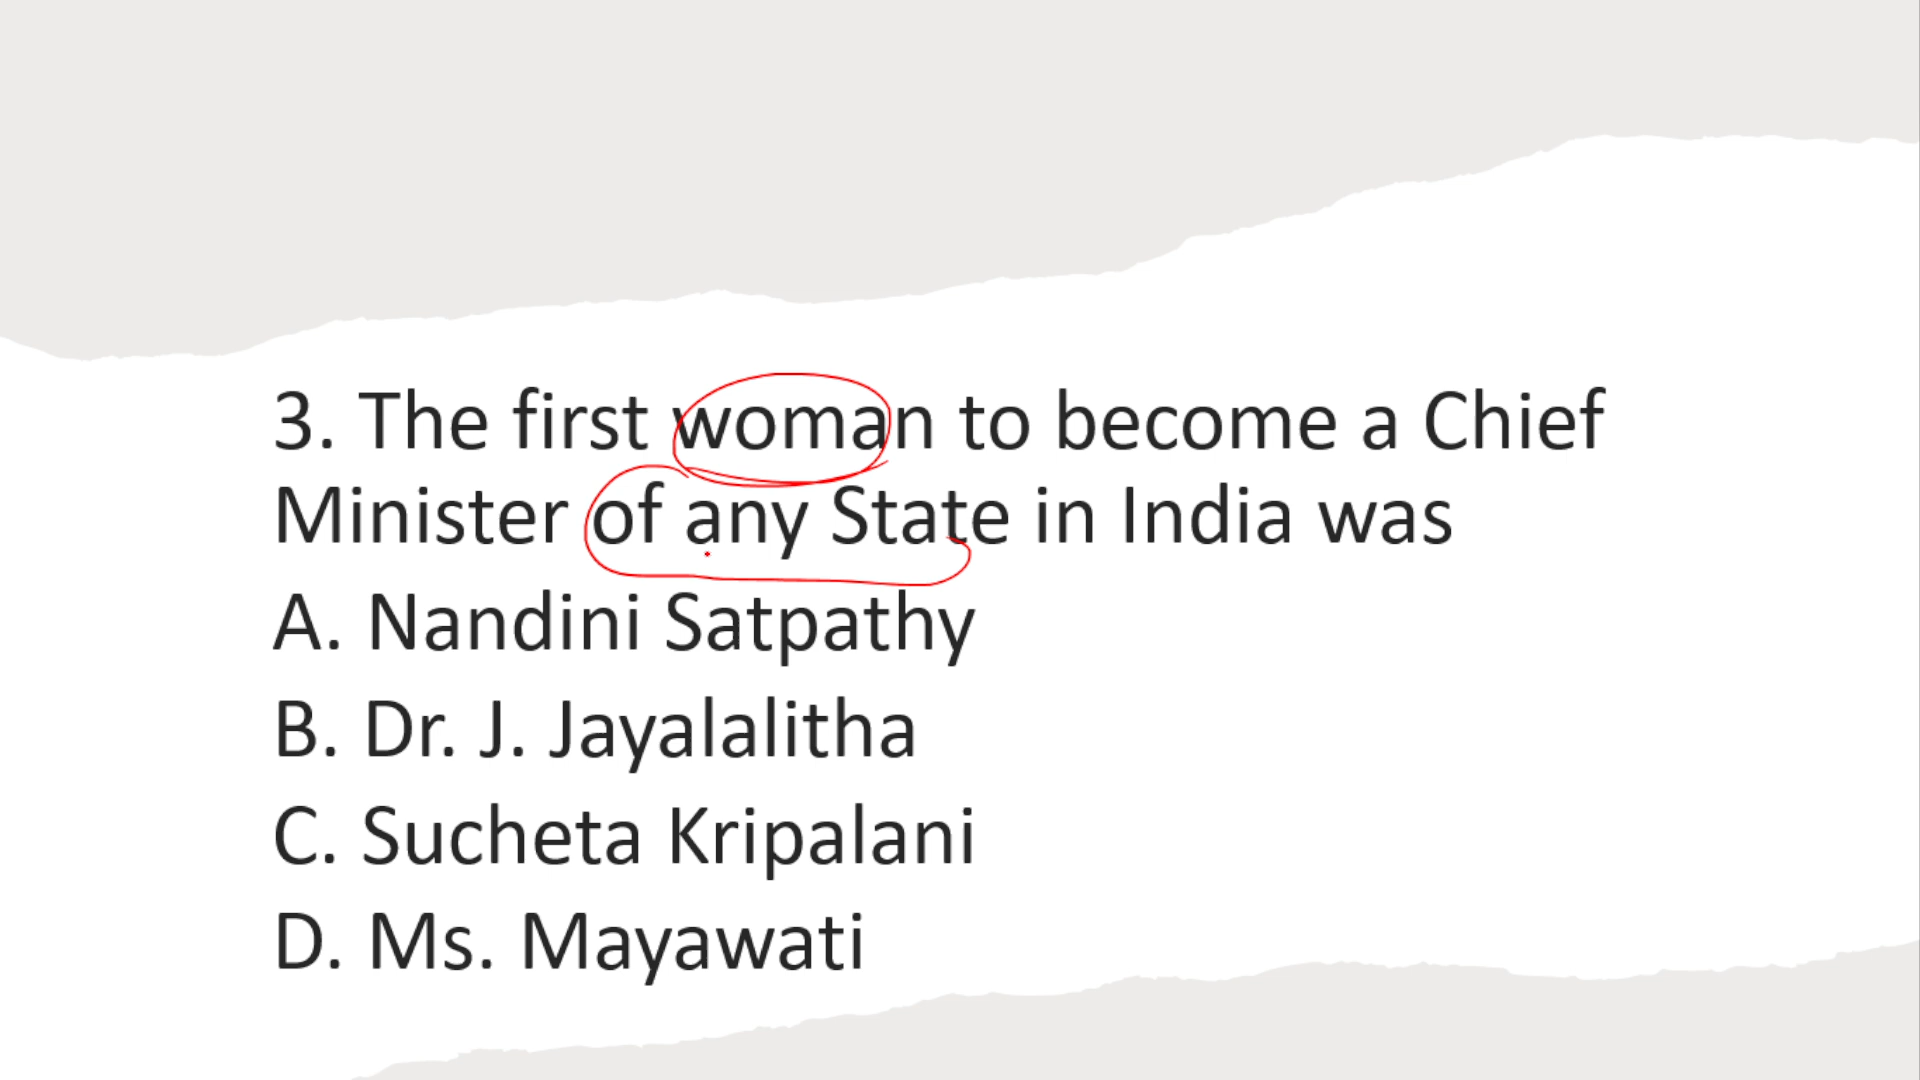 3. The first woman to become a Chief
Minister of any State in India was
A. Nandini Satpathy
B. Dr. J. Jayalalitha
C. Sucheta Kripalani
D. Ms. Mayawati